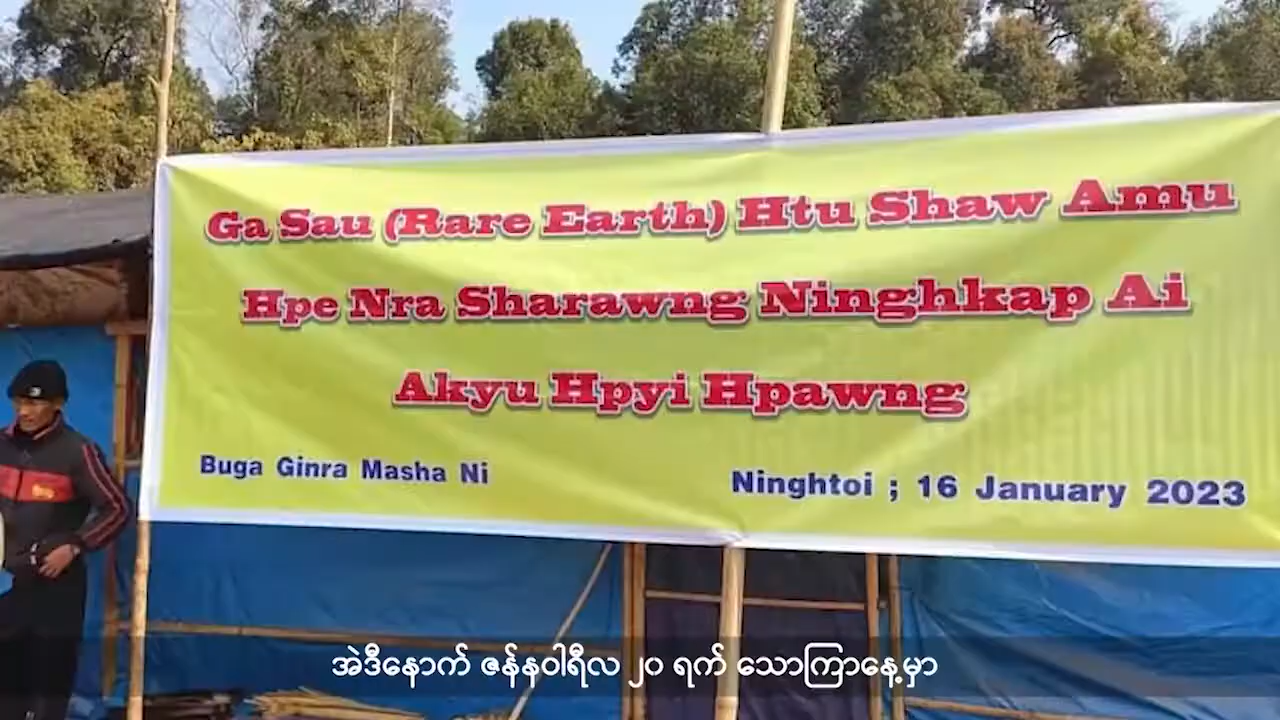 Ga Sau (Rare Earth) Htu Shaw Amu
Hpe Nra Sharawng Ninghkap Ai
Akyu Hpyi Hpawng
Buga Ginra Masha Ni
Ninghtoi ; 16 January 2023
အဲဒီနောက် ဇန်နဝါရီလ ၂၀ ရက် သောကြာနေ့မှာ